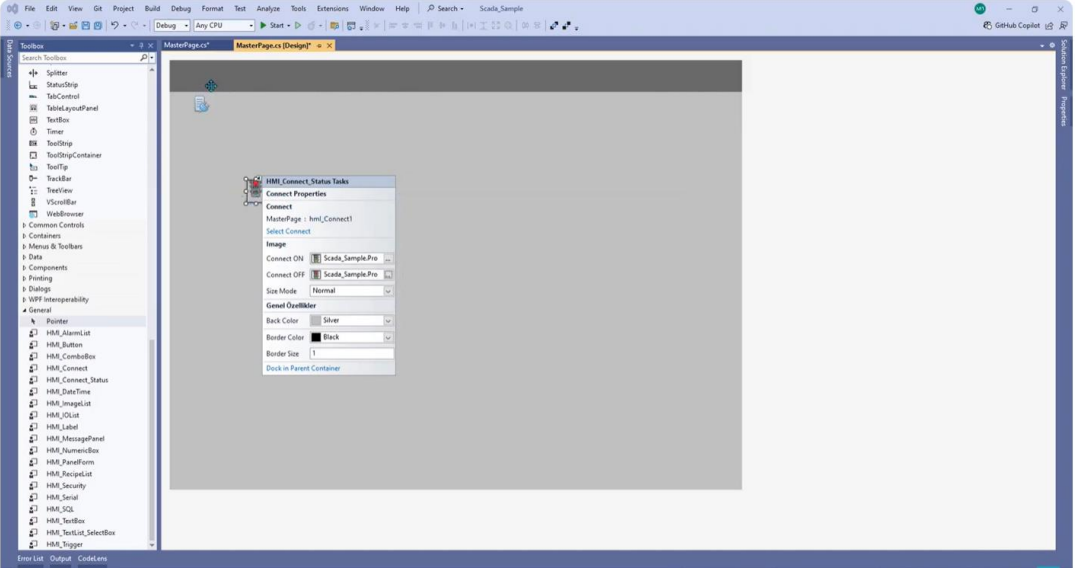 File Edit View Git Project Build Debug Format Test Analyze Tools Extensions Window Help Search Scada_Sample
Debug Any CPU Start GitHub Copilot
Data Sources
Toolbox
Search Toolbox
Splitter
StatusStrip
TabControl
TableLayoutPanel
TextBox
Timer
ToolStrip
ToolStripContainer
ToolTip
TrackBar
TreeView
VScrollBar
WebBrowser
Common Controls
Containers
Menus & Toolbars
Data
Components
Printing
Dialogs
WPF Interoperability
General
Pointer
HMI_AlarmList
HMI_Button
HMI_ComboBox
HMI_Connect
HMI_Connect_Status
HMI_DateTime
HMI_ImageList
HMI_IOList
HMI_Label
HMI_MessagePanel
HMI_NumericBox
HMI_PanelForm
HMI_RecipeList
HMI_Security
HMI_Serial
HMI_SQL
HMI_TextBox
HMI_TextList_SelectBox
HMI_Trigger
MasterPage.cs* MasterPage.cs [Design]*
HMI_Connect_Status Tasks
Connect Properties
Connect
MasterPage : hmI_Connect1
Select Connect
Image
Connect ON Scada_Sample.Pro ...
Connect OFF Scada_Sample.Pro ...
Size Mode Normal
Genel Özellikler
Back Color Silver
Border Color Black
Border Size 1
Dock in Parent Container
Solution Explorer
Properties
Error List Output CodeLens